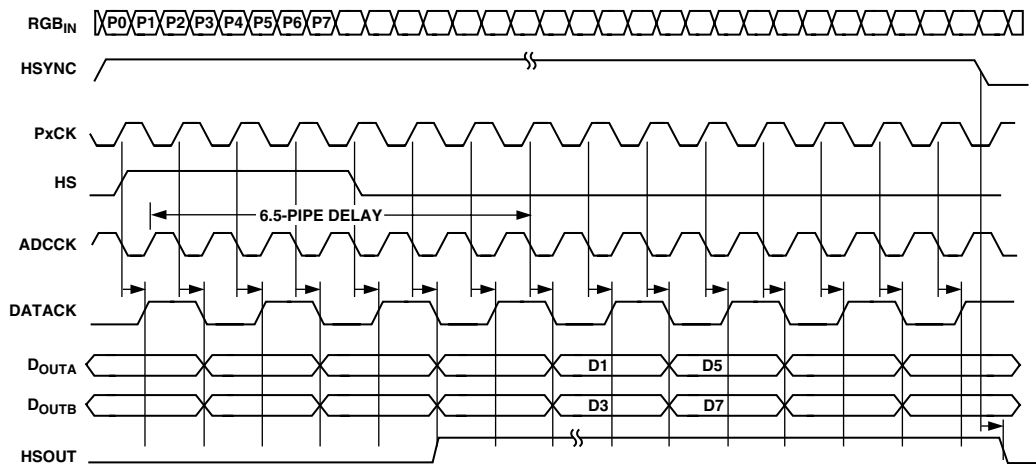 RGBIN P0 P1 P2 P3 P4 P5 P6 P7
HSYNC
PxCK
HS
6.5-PIPE DELAY
ADCCK
DATACK
DOUTA D1 D5
DOUTB D3 D7
HSOUT